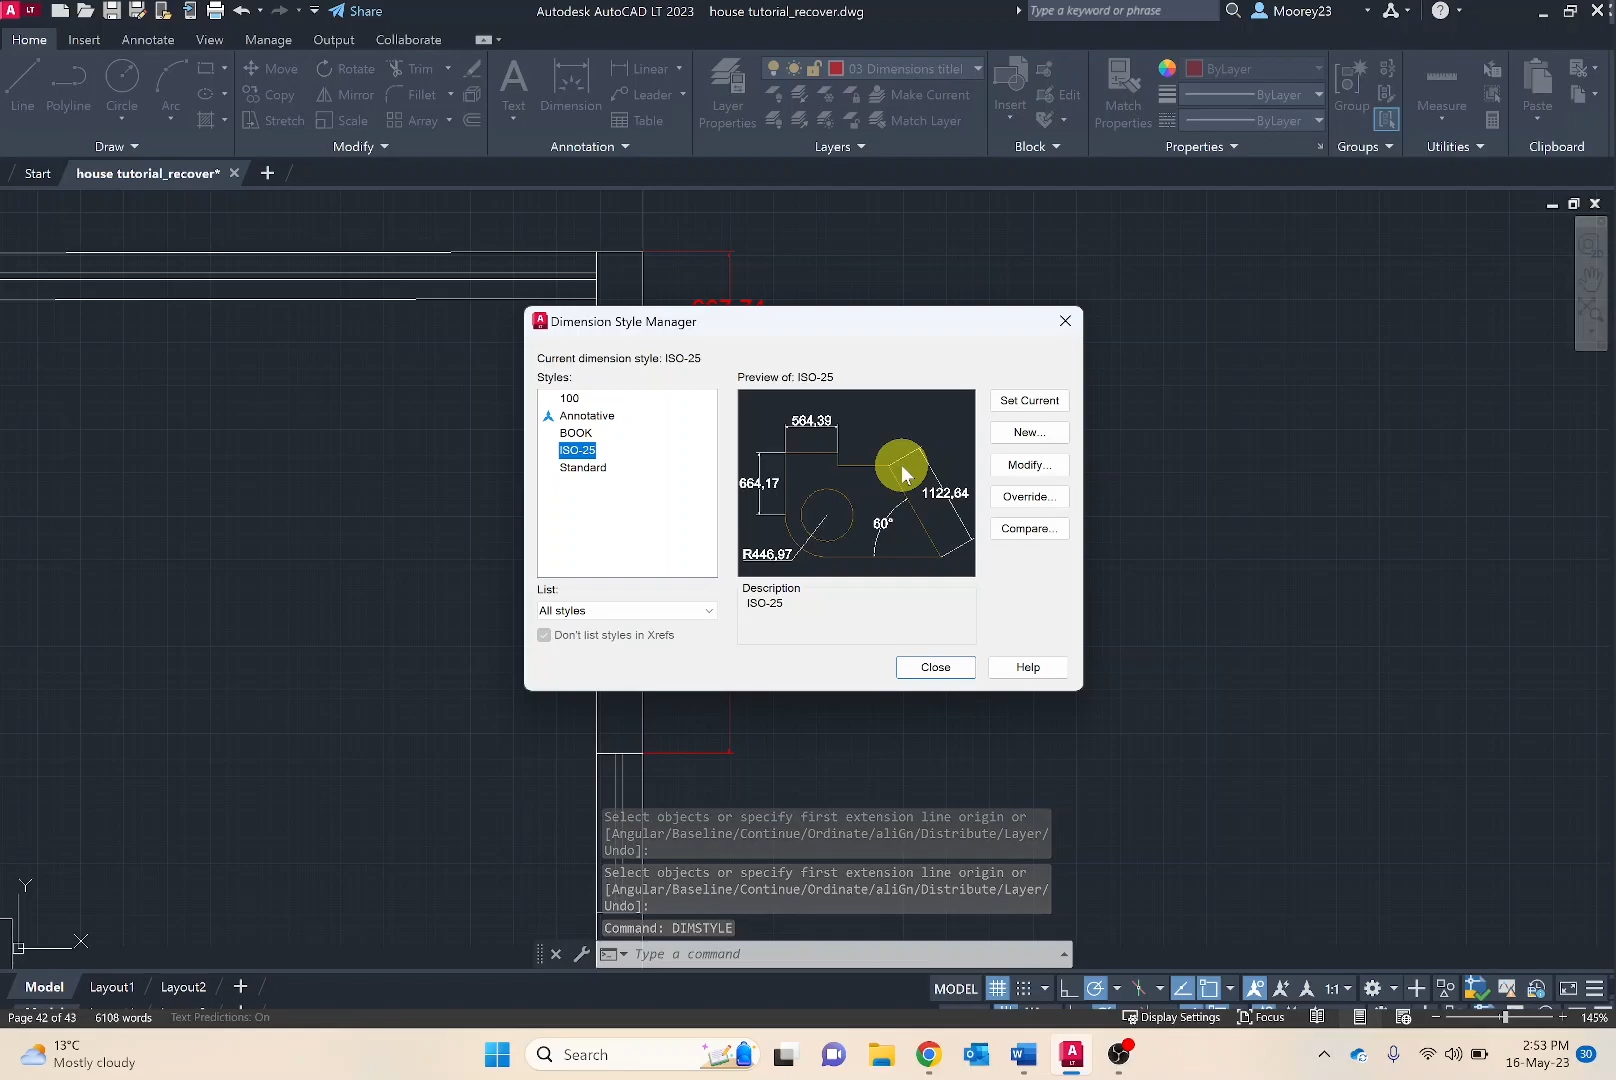 LT
Share
Autodesk AutoCAD LT 2023 house tutorial_recover.dwg
Type a keyword or phrase
Moorey23
Home Insert Annotate View Manage Output Collaborate
Line
Polyline
Circle
Arc
Draw
Move Rotate Trim
Copy Mirror Fillet
Stretch Scale Array
Modify
Text
Dimension
Linear
Leader
Table
Annotation
Layer
Properties
03 Dimensions titlel
Make Current
Match Layer
Layers
Insert
Edit
Block
Match
Properties
ByLayer
ByLayer
ByLayer
Properties
Group
Groups
Measure
Utilities
Paste
Clipboard
Start house tutorial_recover*
Dimension Style Manager
Current dimension style: ISO-25
Styles:
100
Annotative
BOOK
ISO-25
Standard
Preview of: ISO-25
564,39
664,17
1122,64
60°
R446,97
Set Current
New...
Modify...
Override...
Compare...
List:
All styles
Don't list styles in Xrefs
Description
ISO-25
Close
Help
Select objects or specify first extension line origin or
[Angular/Baseline/Continue/Ordinate/aliGn/Distribute/Layer/
Undo]:
Select objects or specify first extension line origin or
[Angular/Baseline/Continue/Ordinate/aliGn/Distribute/Layer/
Undo]:
Command: DIMSTYLE
Type a command
Y
X
Model Layout1 Layout2
MODEL
1:1
Page 42 of 43 6108 words Text Predictions: On
Display Settings Focus
145%
13°C
Mostly cloudy
Search
2:53 PM
16-May-23
30